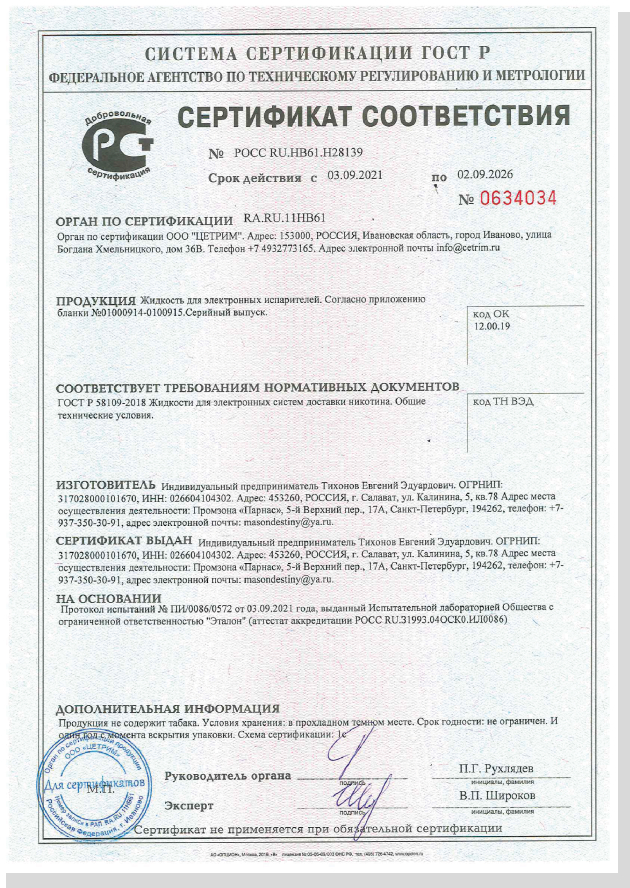 СИСТЕМА СЕРТИФИКАЦИИ ГОСТ Р
ФЕДЕРАЛЬНОЕ АГЕНТСТВО ПО ТЕХНИЧЕСКОМУ РЕГУЛИРОВАНИЮ И МЕТРОЛОГИИ
Добровольная
РСТ
сертификация
СЕРТИФИКАТ СООТВЕТСТВИЯ
№ РОСС RU.НВ61.Н28139
Срок действия с 03.09.2021 по 02.09.2026
№ 0634034
ОРГАН ПО СЕРТИФИКАЦИИ RA.RU.11НВ61
Орган по сертификации ООО "ЦЕТРИМ". Адрес: 153000, РОССИЯ, Ивановская область, город Иваново, улица
Богдана Хмельницкого, дом 36В. Телефон +7 4932773165. Адрес электронной почты info@cetrim.ru
ПРОДУКЦИЯ Жидкость для электронных испарителей. Согласно приложению
бланки №01000914-0100915.Серийный выпуск.
код ОК
12.00.19
СООТВЕТСТВУЕТ ТРЕБОВАНИЯМ НОРМАТИВНЫХ ДОКУМЕНТОВ
ГОСТ Р 58109-2018 Жидкости для электронных систем доставки никотина. Общие
технические условия.
код ТН ВЭД
ИЗГОТОВИТЕЛЬ Индивидуальный предприниматель Тихонов Евгений Эдуардович. ОГРНИП:
317028000101670, ИНН: 026604104302. Адрес: 453260, РОССИЯ, г. Салават, ул. Калинина, 5, кв.78 Адрес места
осуществления деятельности: Промзона «Парнас», 5-й Верхний пер., 17А, Санкт-Петербург, 194262, телефон: +7-
937-350-30-91, адрес электронной почты: masondestiny@ya.ru.
СЕРТИФИКАТ ВЫДАН Индивидуальный предприниматель Тихонов Евгений Эдуардович. ОГРНИП:
317028000101670, ИНН: 026604104302. Адрес: 453260, РОССИЯ, г. Салават, ул. Калинина, 5, кв.78 Адрес места
осуществления деятельности: Промзона «Парнас», 5-й Верхний пер., 17А, Санкт-Петербург, 194262, телефон: +7-
937-350-30-91, адрес электронной почты: masondestiny@ya.ru.
НА ОСНОВАНИИ
Протокол испытаний № ПИ/0086/0572 от 03.09.2021 года, выданный Испытательной лабораторией Общества с
ограниченной ответственностью "Эталон" (аттестат аккредитации РОСС RU.31993.04ОСК0.ИЛ0086)
ДОПОЛНИТЕЛЬНАЯ ИНФОРМАЦИЯ
Продукция не содержит табака. Условия хранения: в прохладном темном месте. Срок годности: не ограничен. И
один год с момента вскрытия упаковки. Схема сертификации: 1с
Орган по сертификации продукции
ООО «ЦЕТРИМ»
Для сертификатов
М.П.
Российская Федерация, г. Иваново
Руководитель органа
подпись
П.Г. Рухлядев
инициалы, фамилия
Эксперт
подпись
В.П. Широков
инициалы, фамилия
Сертификат не применяется при обязательной сертификации